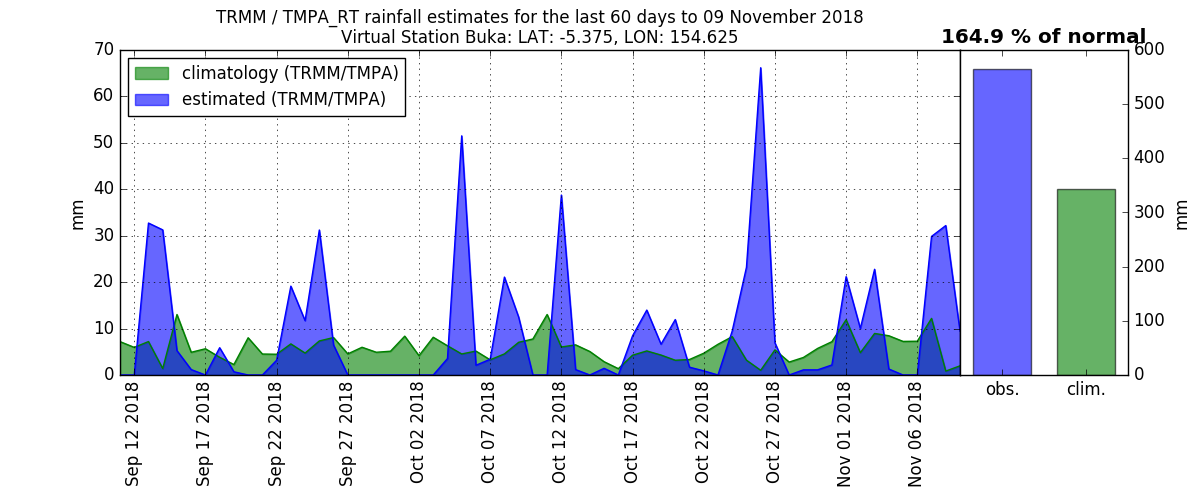 TRMM / TMPA_RT rainfall estimates for the last 60 days to 09 November 2018
Virtual Station Buka: LAT: -5.375, LON: 154.625
164.9 % of normal
climatology (TRMM/TMPA)
estimated (TRMM/TMPA)
mm
70
60
50
40
30
20
10
0
Sep 12 2018
Sep 17 2018
Sep 22 2018
Sep 27 2018
Oct 02 2018
Oct 07 2018
Oct 12 2018
Oct 17 2018
Oct 22 2018
Oct 27 2018
Nov 01 2018
Nov 06 2018
obs.
clim.
600
500
400
300
200
100
0
mm